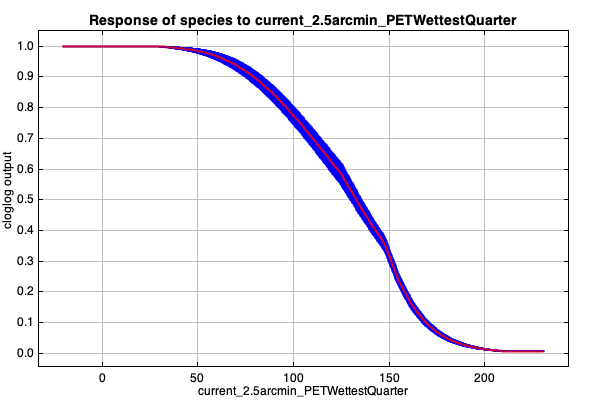 Response of species to current_2.5arcmin_PETWettestQuarter
1.0
0.9
0.8
0.7
0.6
0.5
0.4
0.3
0.2
0.1
0.0
cloglog output
0 50 100 150 200
current_2.5arcmin_PETWettestQuarter